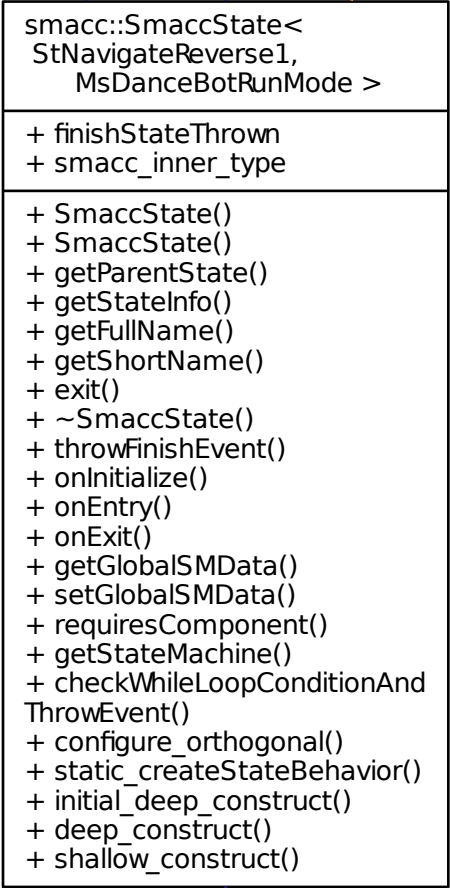 smacc::SmaccState<
StNavigateReverse1,
MsDanceBotRunMode >
+ finishStateThrown
+ smacc_inner_type
+ SmaccState()
+ SmaccState()
+ getParentState()
+ getStateInfo()
+ getFullName()
+ getShortName()
+ exit()
+ ~SmaccState()
+ throwFinishEvent()
+ onInitialize()
+ onEntry()
+ onExit()
+ getGlobalSMData()
+ setGlobalSMData()
+ requiresComponent()
+ getStateMachine()
+ checkWhileLoopConditionAnd
ThrowEvent()
+ configure_orthogonal()
+ static_createStateBehavior()
+ initial_deep_construct()
+ deep_construct()
+ shallow_construct()